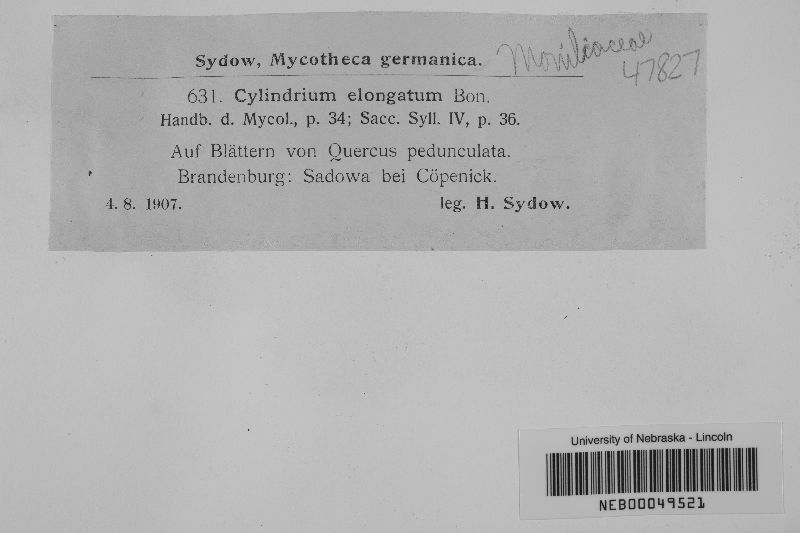 Sydow, Mycotheca germanica.
Moniliaceae
47827
631. Cylindrium elongatum Bon.
Handb. d. Mycol., p. 34; Sacc. Syll. IV, p. 36.
Auf Blättern von Quercus pedunculata.
Brandenburg: Sadowa bei Cöpenick.
4. 8. 1907. leg. H. Sydow.
University of Nebraska - Lincoln
NEB00049521